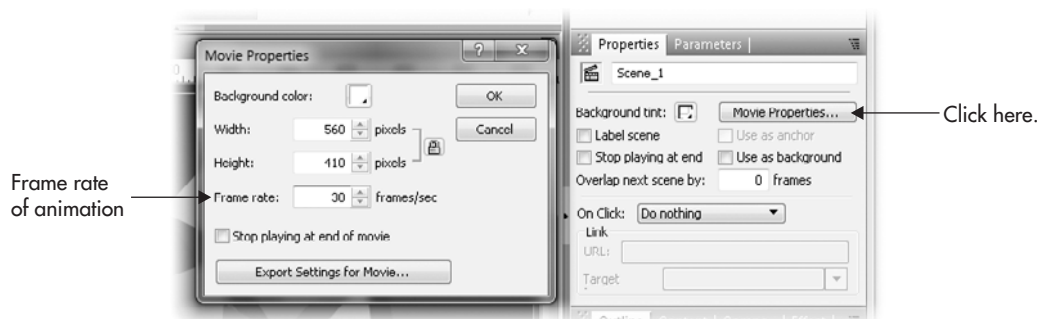 Movie Properties
Background color:
OK
Width: 560 pixels
Cancel
Height: 410 pixels
Frame rate: 30 frames/sec
Stop playing at end of movie
Export Settings for Movie...
Frame rate
of animation
Properties Parameters
Scene_1
Background tint: Movie Properties...
Click here.
Label scene Use as anchor
Stop playing at end Use as background
Overlap next scene by: 0 frames
On Click: Do nothing
Link
URL:
Target